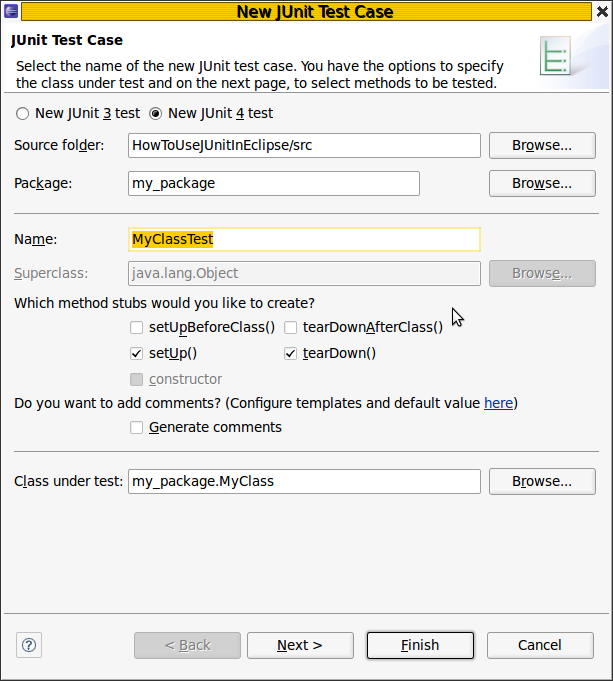 New JUnit Test Case
JUnit Test Case
Select the name of the new JUnit test case. You have the options to specify
the class under test and on the next page, to select methods to be tested.
New JUnit 3 test New JUnit 4 test
Source folder: HowToUseJUnitInEclipse/src Browse...
Package: my_package Browse...
Name: MyClassTest
Superclass: java.lang.Object Browse...
Which method stubs would you like to create?
setUpBeforeClass() tearDownAfterClass()
setUp() tearDown()
constructor
Do you want to add comments? (Configure templates and default value here)
Generate comments
Class under test: my_package.MyClass Browse...
? < Back Next > Finish Cancel